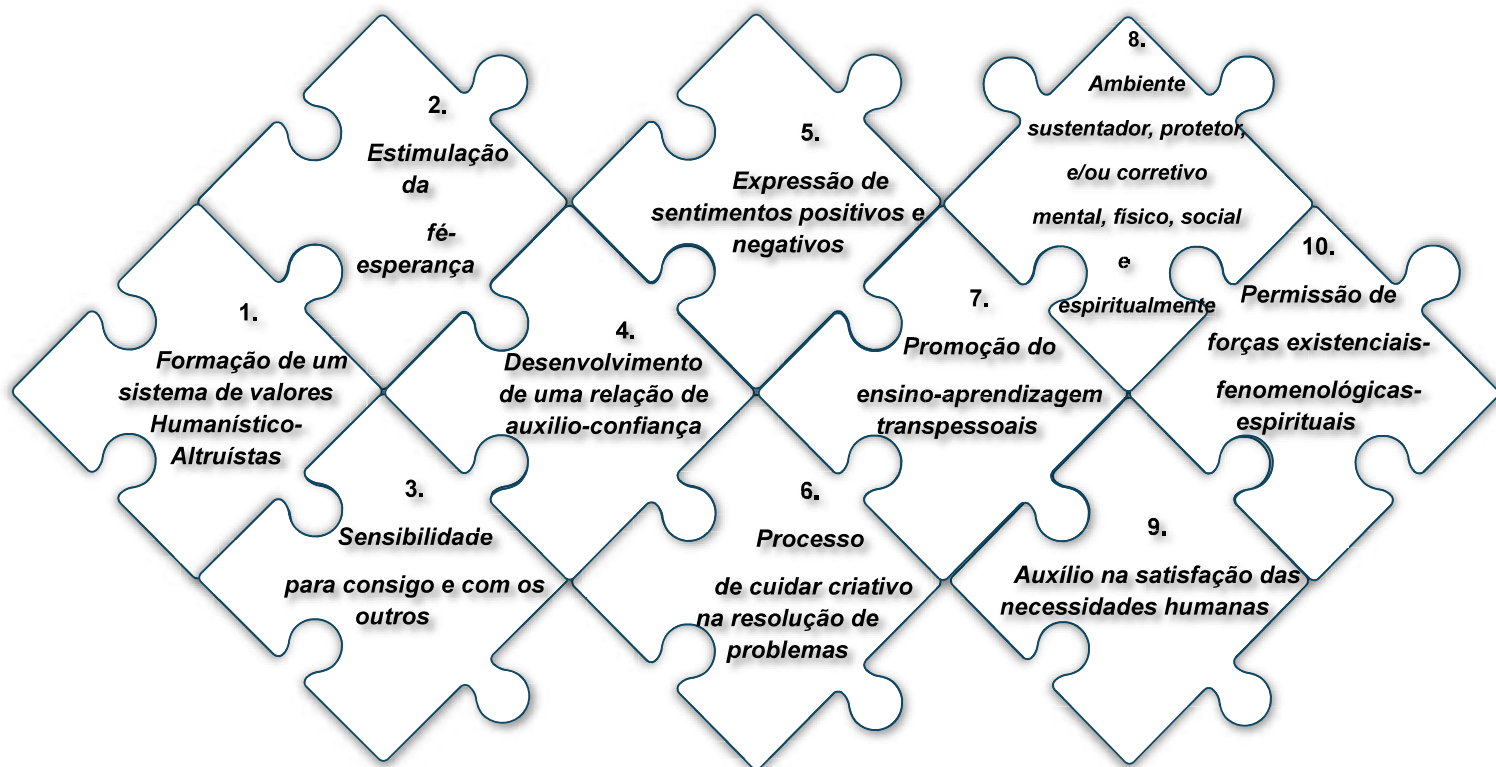 1.
Formação de um
sistema de valores
Humanístico-
Altruístas
2.
Estimulação
da
fé-
esperança
3.
Sensibilidade
para consigo e com os
outros
4.
Desenvolvimento
de uma relação de
auxilio-confiança
5.
Expressão de
sentimentos positivos e
negativos
6.
Processo
de cuidar criativo
na resolução de
problemas
7.
Promoção do
ensino-aprendizagem
transpessoais
8.
Ambiente
sustentador, protetor,
e/ou corretivo
mental, físico, social
e
espiritualmente
9.
Auxílio na satisfação das
necessidades humanas
10.
Permissão de
forças existenciais-
fenomenológicas-
espirituais